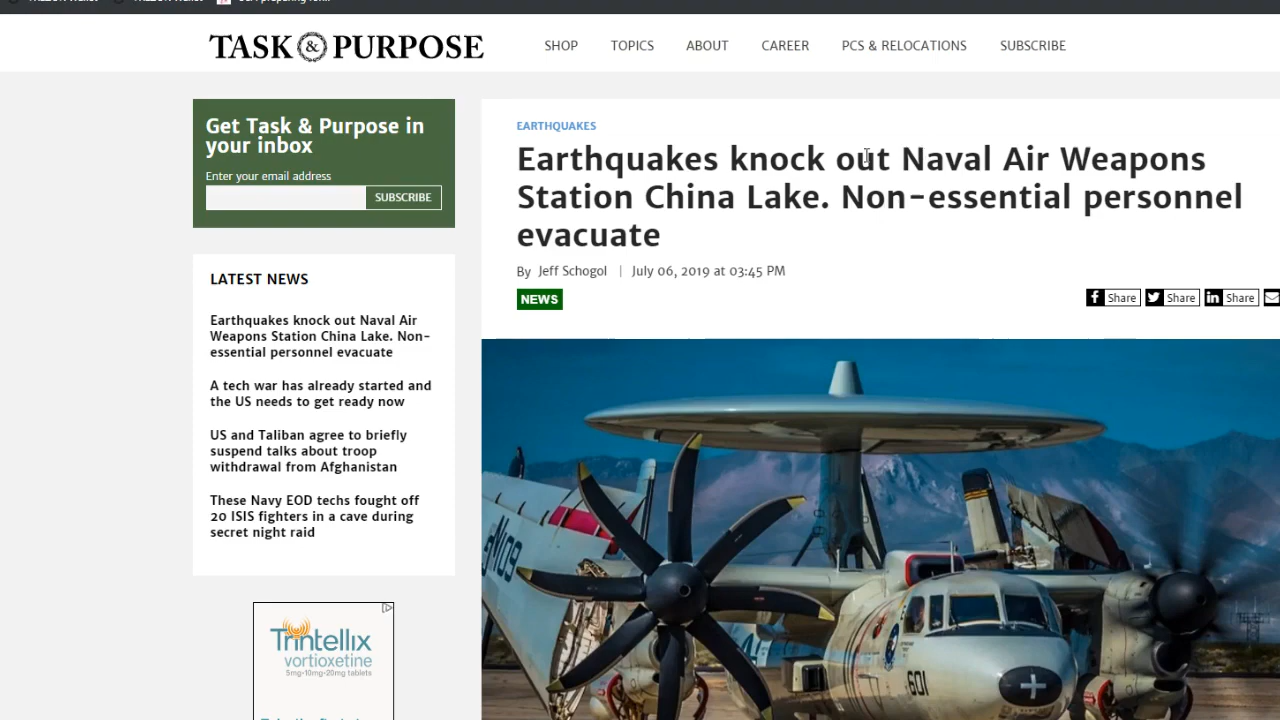 TASK & PURPOSE
SHOP TOPICS ABOUT CAREER PCS & RELOCATIONS SUBSCRIBE
Get Task & Purpose in
your inbox
Enter your email address
SUBSCRIBE
LATEST NEWS
Earthquakes knock out Naval Air
Weapons Station China Lake. Non-
essential personnel evacuate
A tech war has already started and
the US needs to get ready now
US and Taliban agree to briefly
suspend talks about troop
withdrawal from Afghanistan
These Navy EOD techs fought off
20 ISIS fighters in a cave during
secret night raid
Trintellix
vortioxetine
5mg•10mg•20mg tablets
EARTHQUAKES
Earthquakes knock out Naval Air Weapons
Station China Lake. Non-essential personnel
evacuate
By Jeff Schogol | July 06, 2019 at 03:45 PM
NEWS
Share Share Share
601